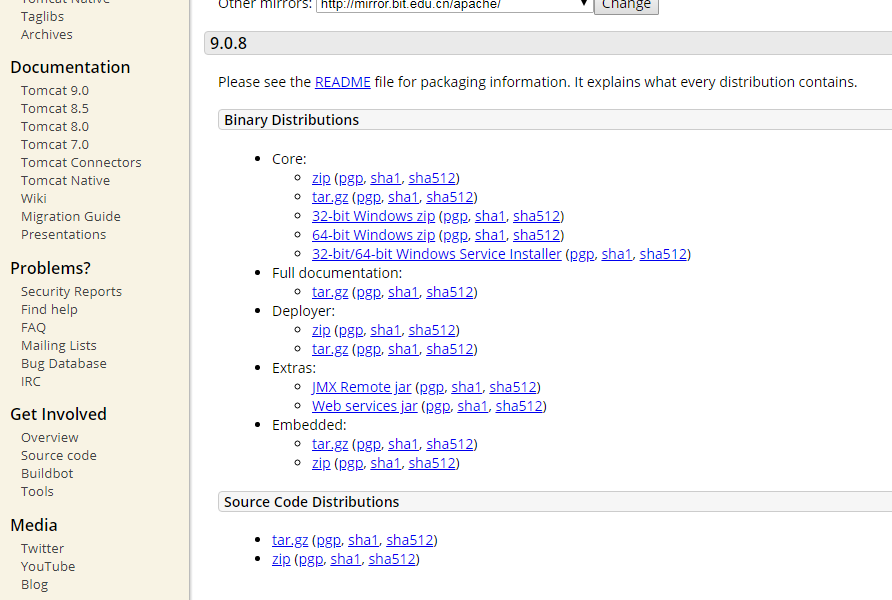 Tomcat Native
Taglibs
Archives
Documentation
Tomcat 9.0
Tomcat 8.5
Tomcat 8.0
Tomcat 7.0
Tomcat Connectors
Tomcat Native
Wiki
Migration Guide
Presentations
Problems?
Security Reports
Find help
FAQ
Mailing Lists
Bug Database
IRC
Get Involved
Overview
Source code
Buildbot
Tools
Media
Twitter
YouTube
Blog
Other mirrors: http://mirror.bit.edu.cn/apache/ Change
9.0.8
Please see the README file for packaging information. It explains what every distribution contains.
Binary Distributions
Core:
zip (pgp, sha1, sha512)
tar.gz (pgp, sha1, sha512)
32-bit Windows zip (pgp, sha1, sha512)
64-bit Windows zip (pgp, sha1, sha512)
32-bit/64-bit Windows Service Installer (pgp, sha1, sha512)
Full documentation:
tar.gz (pgp, sha1, sha512)
Deployer:
zip (pgp, sha1, sha512)
tar.gz (pgp, sha1, sha512)
Extras:
JMX Remote jar (pgp, sha1, sha512)
Web services jar (pgp, sha1, sha512)
Embedded:
tar.gz (pgp, sha1, sha512)
zip (pgp, sha1, sha512)
Source Code Distributions
tar.gz (pgp, sha1, sha512)
zip (pgp, sha1, sha512)